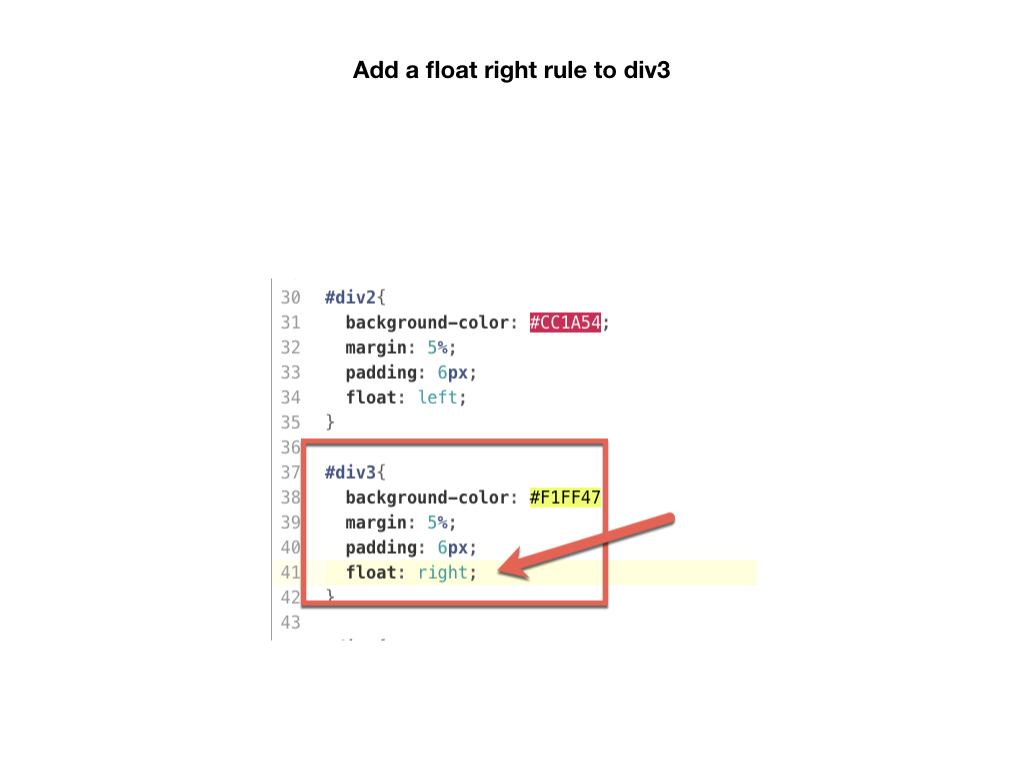 Add a float right rule to div3
30 #div2{
31 background-color: #CC1A54;
32 margin: 5%;
33 padding: 6px;
34 float: left;
35 }
36
37 #div3{
38 background-color: #F1FF47
39 margin: 5%;
40 padding: 6px;
41 float: right;
42 }
43